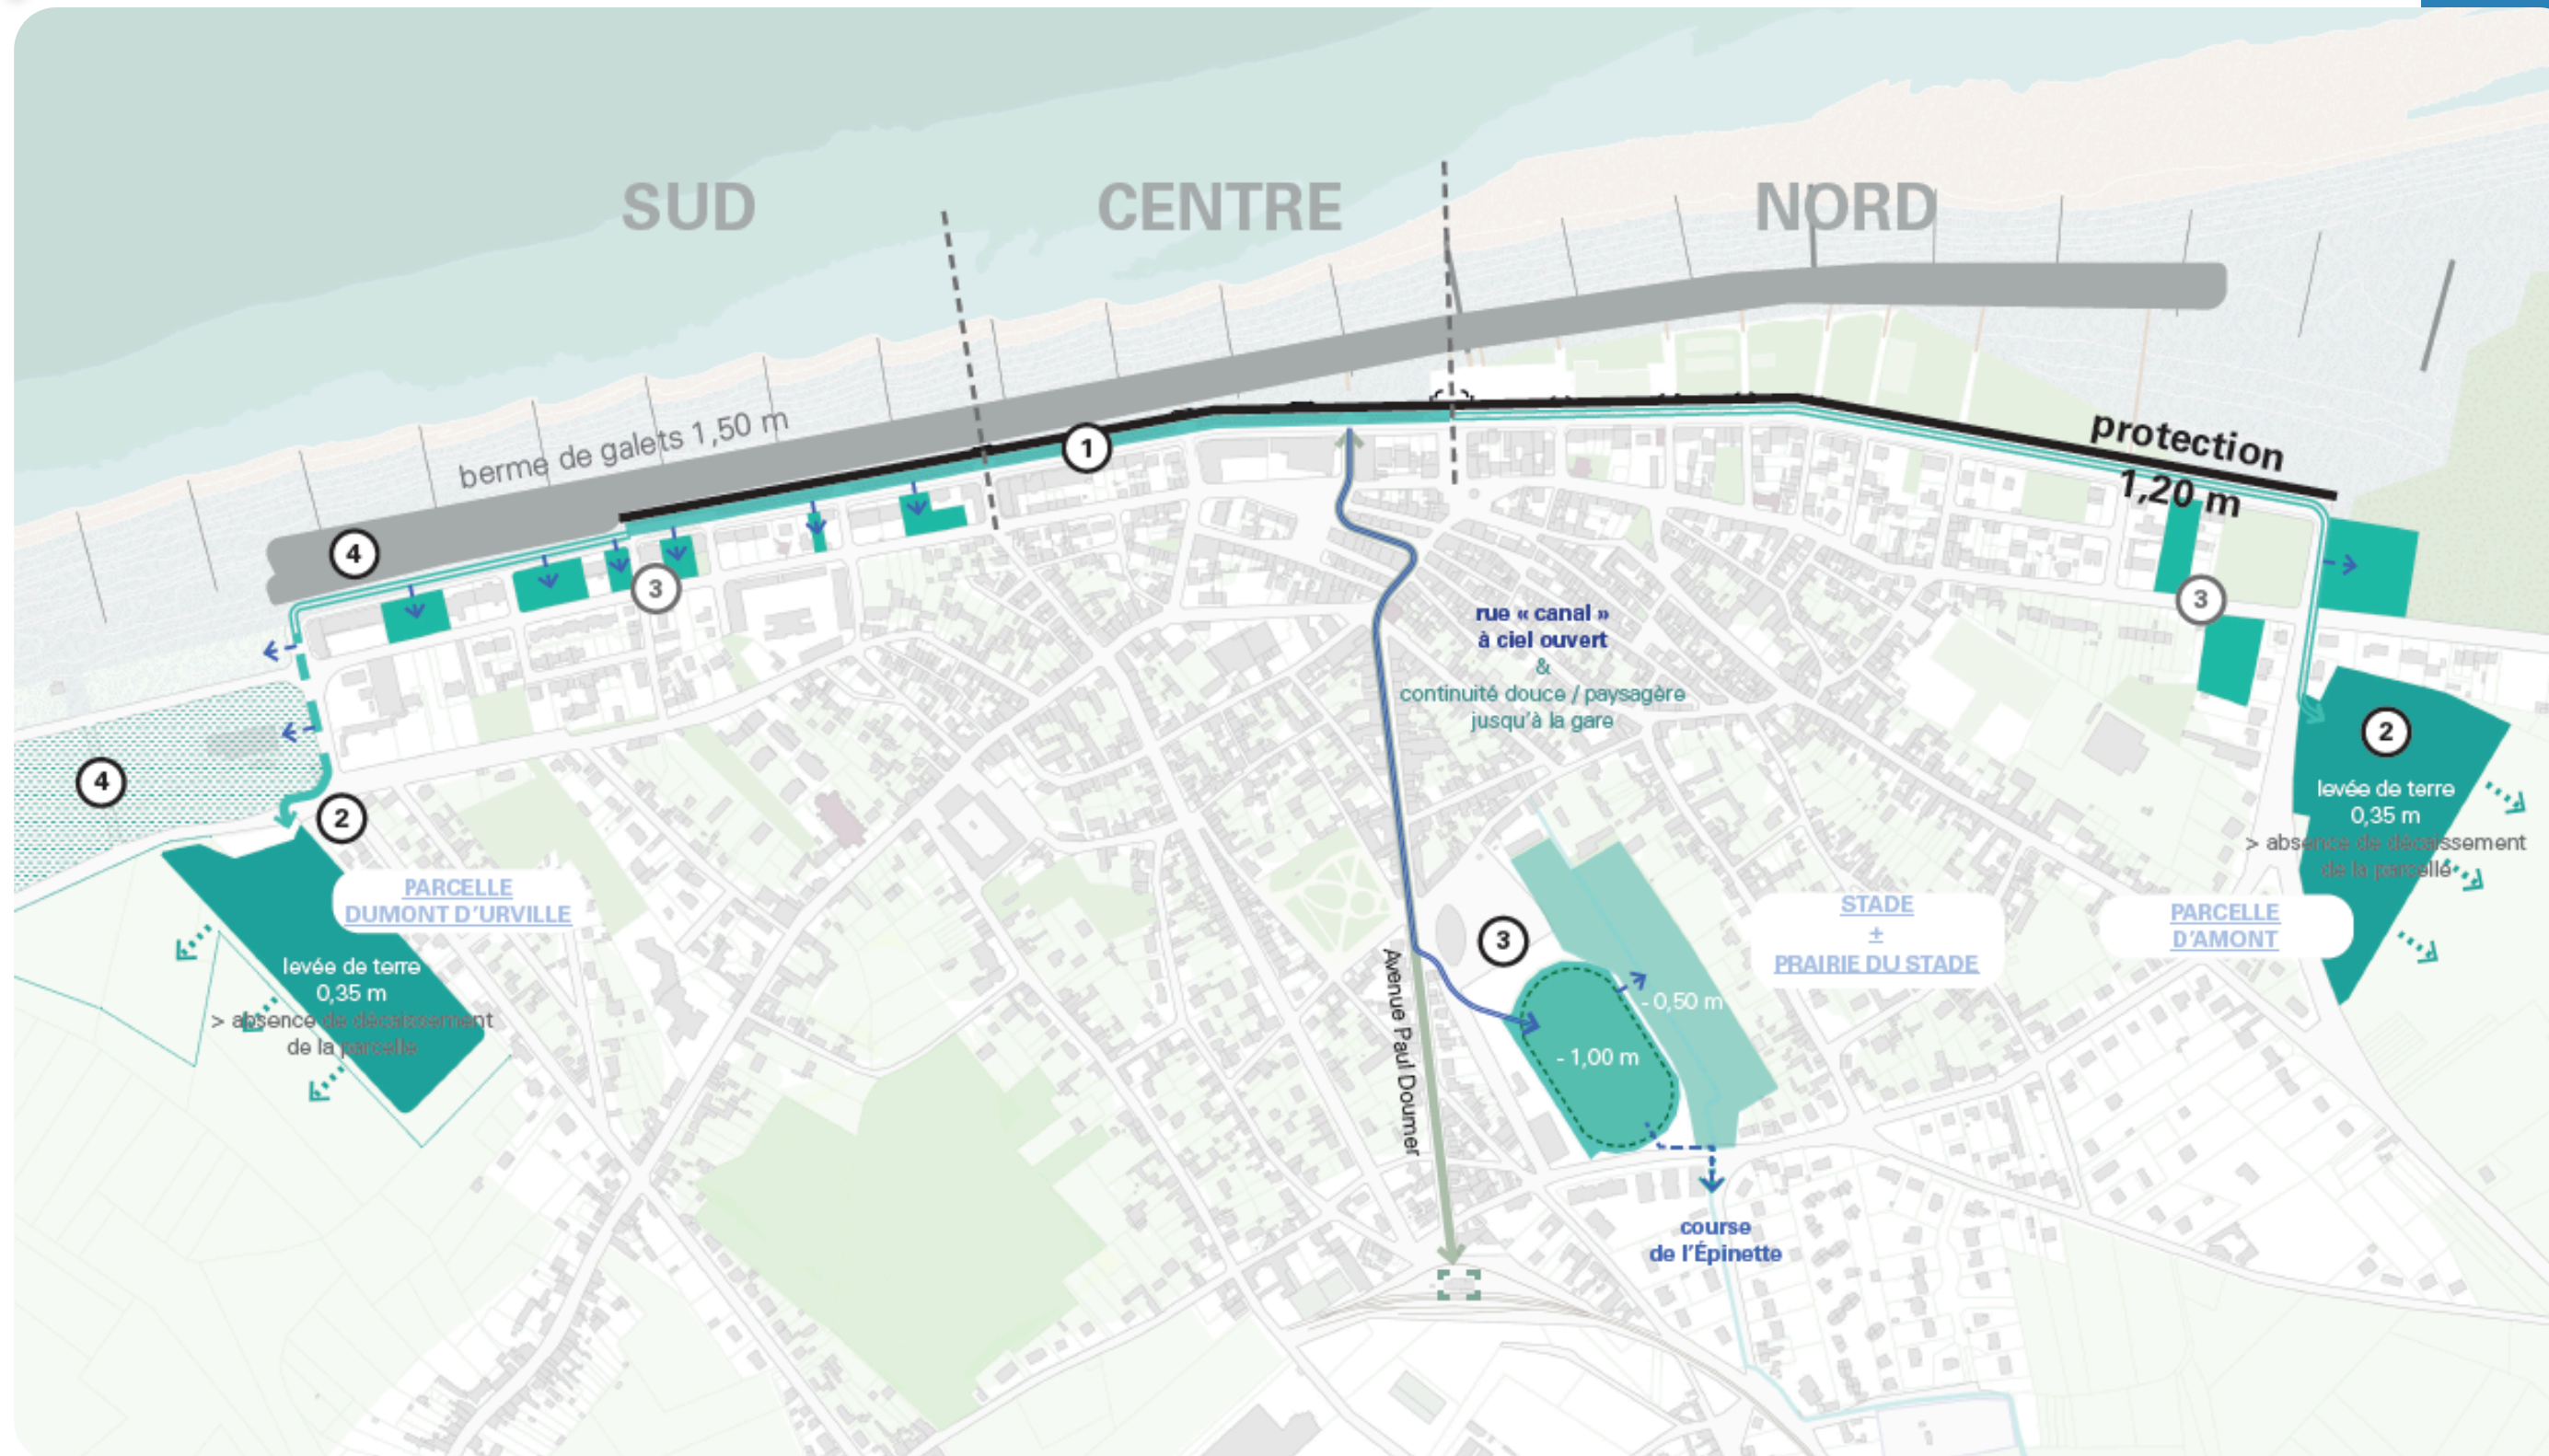 SUD
CENTRE
NORD
berme de galets 1,50 m
protection
1,20 m
1
4
3
3
rue « canal »
à ciel ouvert
&
continuité douce / paysagère
jusqu'à la gare
4
2
PARCELLE
DUMONT D'URVILLE
levée de terre
0,35 m
> absence de décaissement
de la parcelle
2
levée de terre
0,35 m
> absence de décaissement
de la parcelle
PARCELLE
D'AMONT
STADE
±
PRAIRIE DU STADE
3
- 0,50 m
- 1,00 m
Avenue Paul Doumer
course
de l'Épinette